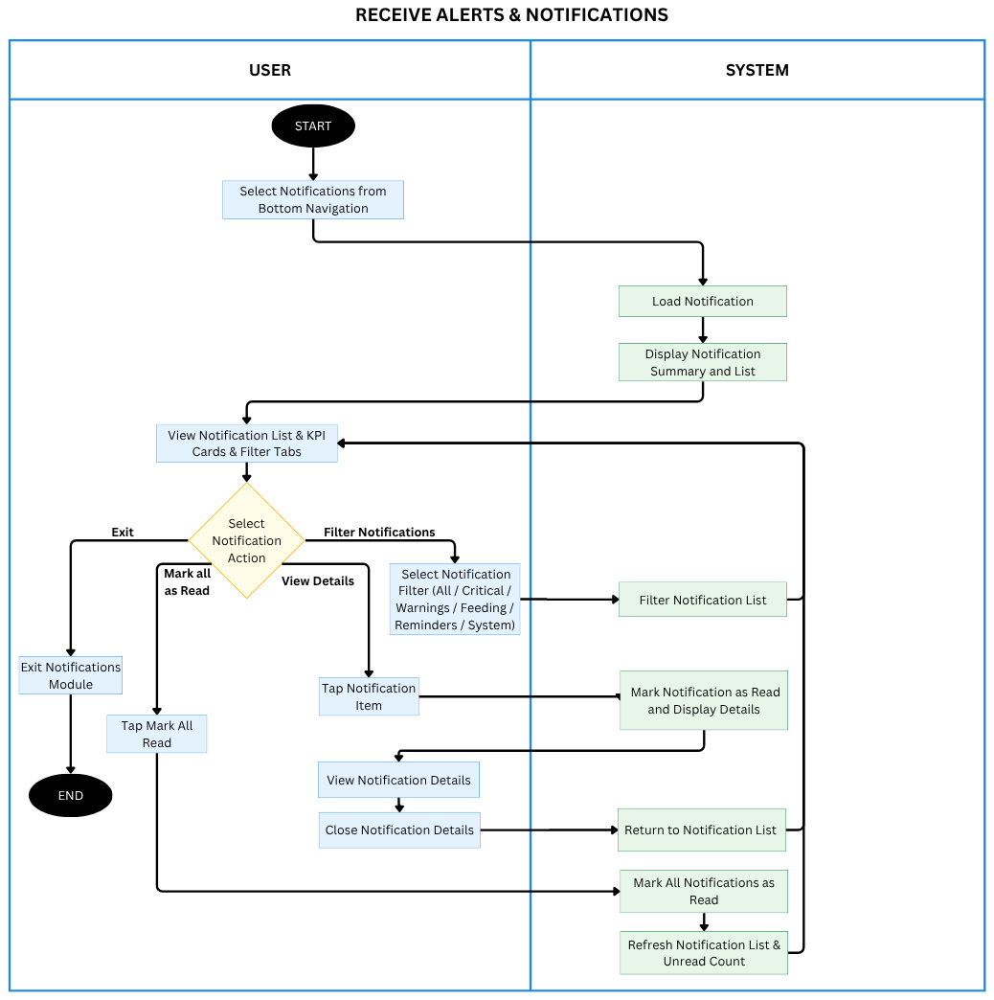 RECEIVE ALERTS & NOTIFICATIONS
USER
SYSTEM
START
Select Notifications from
Bottom Navigation
Load Notification
Display Notification
Summary and List
View Notification List & KPI
Cards & Filter Tabs
Select
Notification
Action
Exit
Filter Notifications
Mark all
as Read
View Details
Select Notification
Filter (All / Critical /
Warnings / Feeding /
Reminders / System)
Filter Notification List
Exit Notifications
Module
Tap Notification
Item
Mark Notification as Read
and Display Details
Tap Mark All
Read
View Notification Details
END
Close Notification Details
Return to Notification List
Mark All Notifications as
Read
Refresh Notification List &
Unread Count